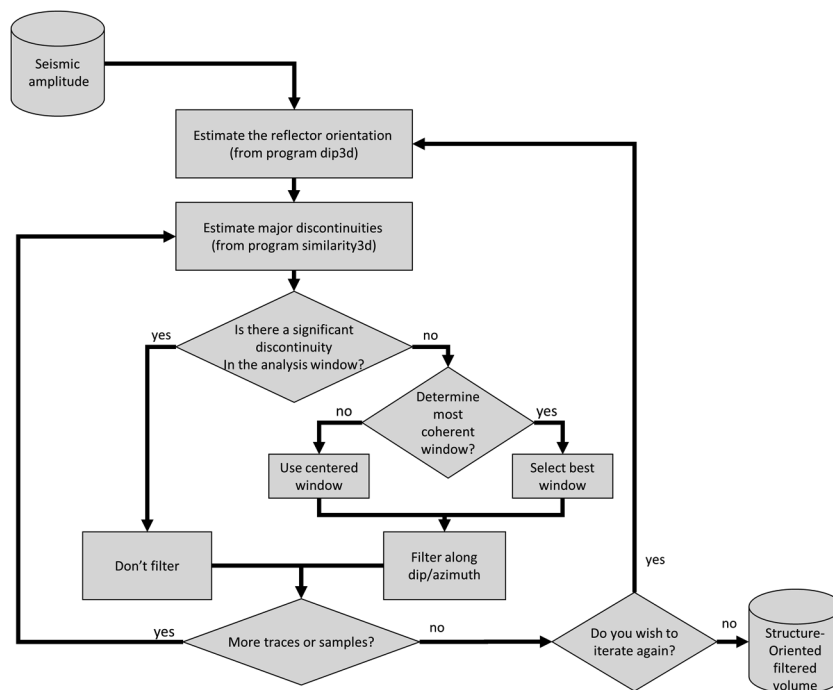 Seismic
amplitude
Estimate the reflector orientation
(from program dip3d)
Estimate major discontinuities
(from program similarity3d)
yes
Is there a significant
discontinuity
In the analysis window?
no
no
Determine
most
coherent
window?
yes
Use centered
window
Select best
window
Don't filter
Filter along
dip/azimuth
yes
yes
More traces or samples?
no
Do you wish to
iterate again?
no
Structure-
Oriented
filtered
volume